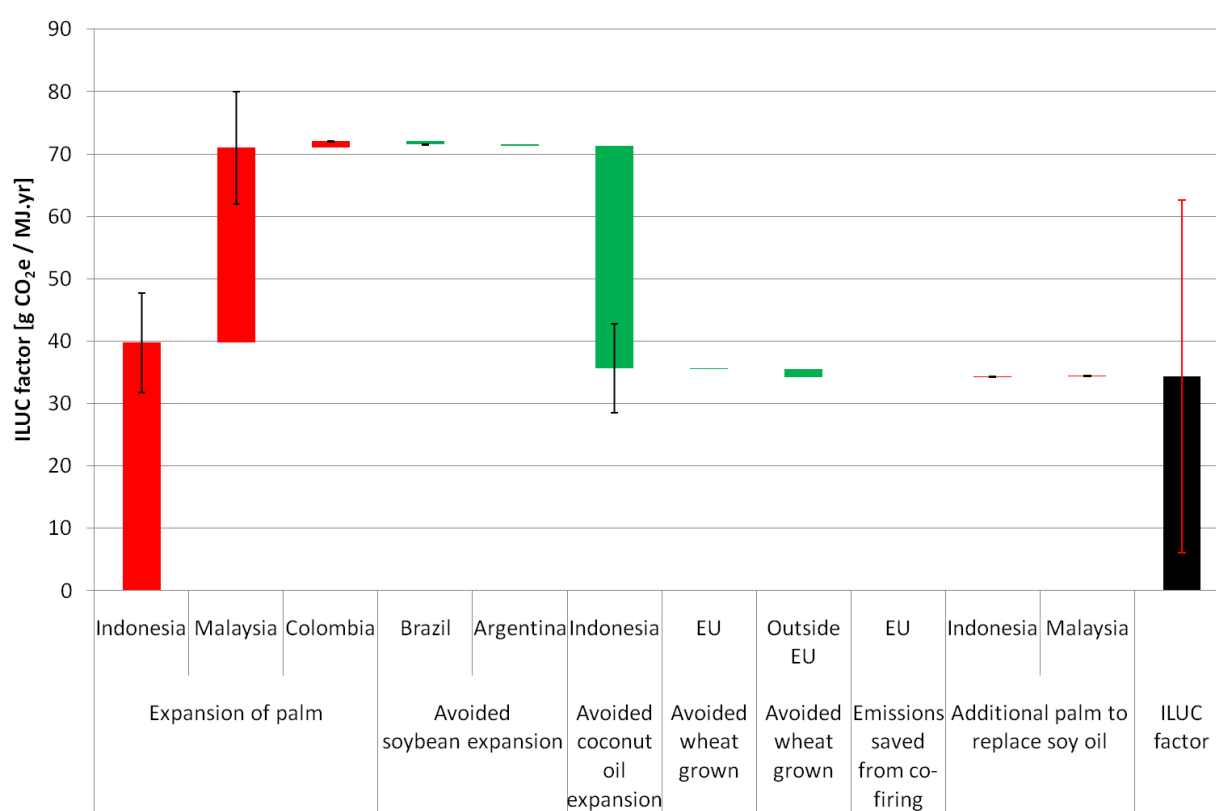 90
80
70
60
50
40
30
20
10
0
ILUC factor [g CO₂e / MJ.yr]
Indonesia
Malaysia
Colombia
Brazil
Argentina
Indonesia
EU
Outside
EU
EU
Indonesia
Malaysia
Expansion of palm
Avoided
soybean expansion
Avoided
coconut
oil
expansion
Avoided
wheat
grown
Avoided
wheat
grown
Emissions
saved
from co-
firing
Additional palm to
replace soy oil
ILUC
factor